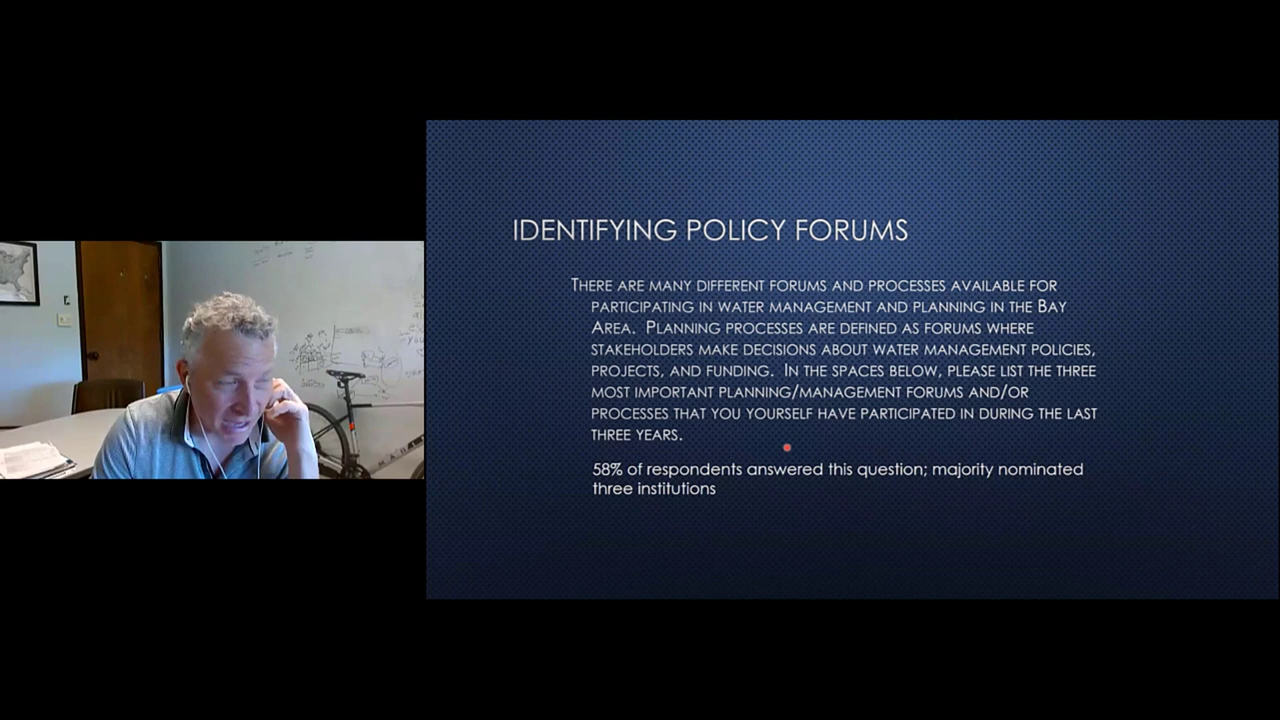 IDENTIFYING POLICY FORUMS
THERE ARE MANY DIFFERENT FORUMS AND PROCESSES AVAILABLE FOR
PARTICIPATING IN WATER MANAGEMENT AND PLANNING IN THE BAY
AREA. PLANNING PROCESSES ARE DEFINED AS FORUMS WHERE
STAKEHOLDERS MAKE DECISIONS ABOUT WATER MANAGEMENT POLICIES,
PROJECTS, AND FUNDING. IN THE SPACES BELOW, PLEASE LIST THE THREE
MOST IMPORTANT PLANNING/MANAGEMENT FORUMS AND/OR
PROCESSES THAT YOU YOURSELF HAVE PARTICIPATED IN DURING THE LAST
THREE YEARS.
58% of respondents answered this question; majority nominated
three institutions